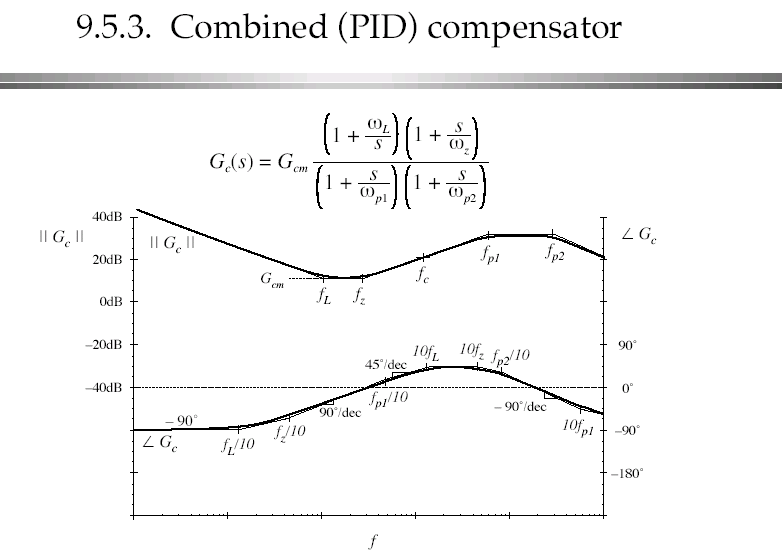 9.5.3. Combined (PID) compensator
G_c(s) = G_cm (1 + ω_L/s)(1 + s/ω_z) / (1 + s/ω_p1)(1 + s/ω_p2)
|| G_c ||
40dB
20dB
0dB
–20dB
–40dB
|| G_c ||
G_cm
f_L
f_z
f_c
f_p1
f_p2
∠ G_c
90°
0°
–90°
–180°
–90°
∠ G_c
f_L/10
f_z/10
90°/dec
f_p1/10
45°/dec
10f_L
10f_z
f_p2/10
–90°/dec
10f_p1
f